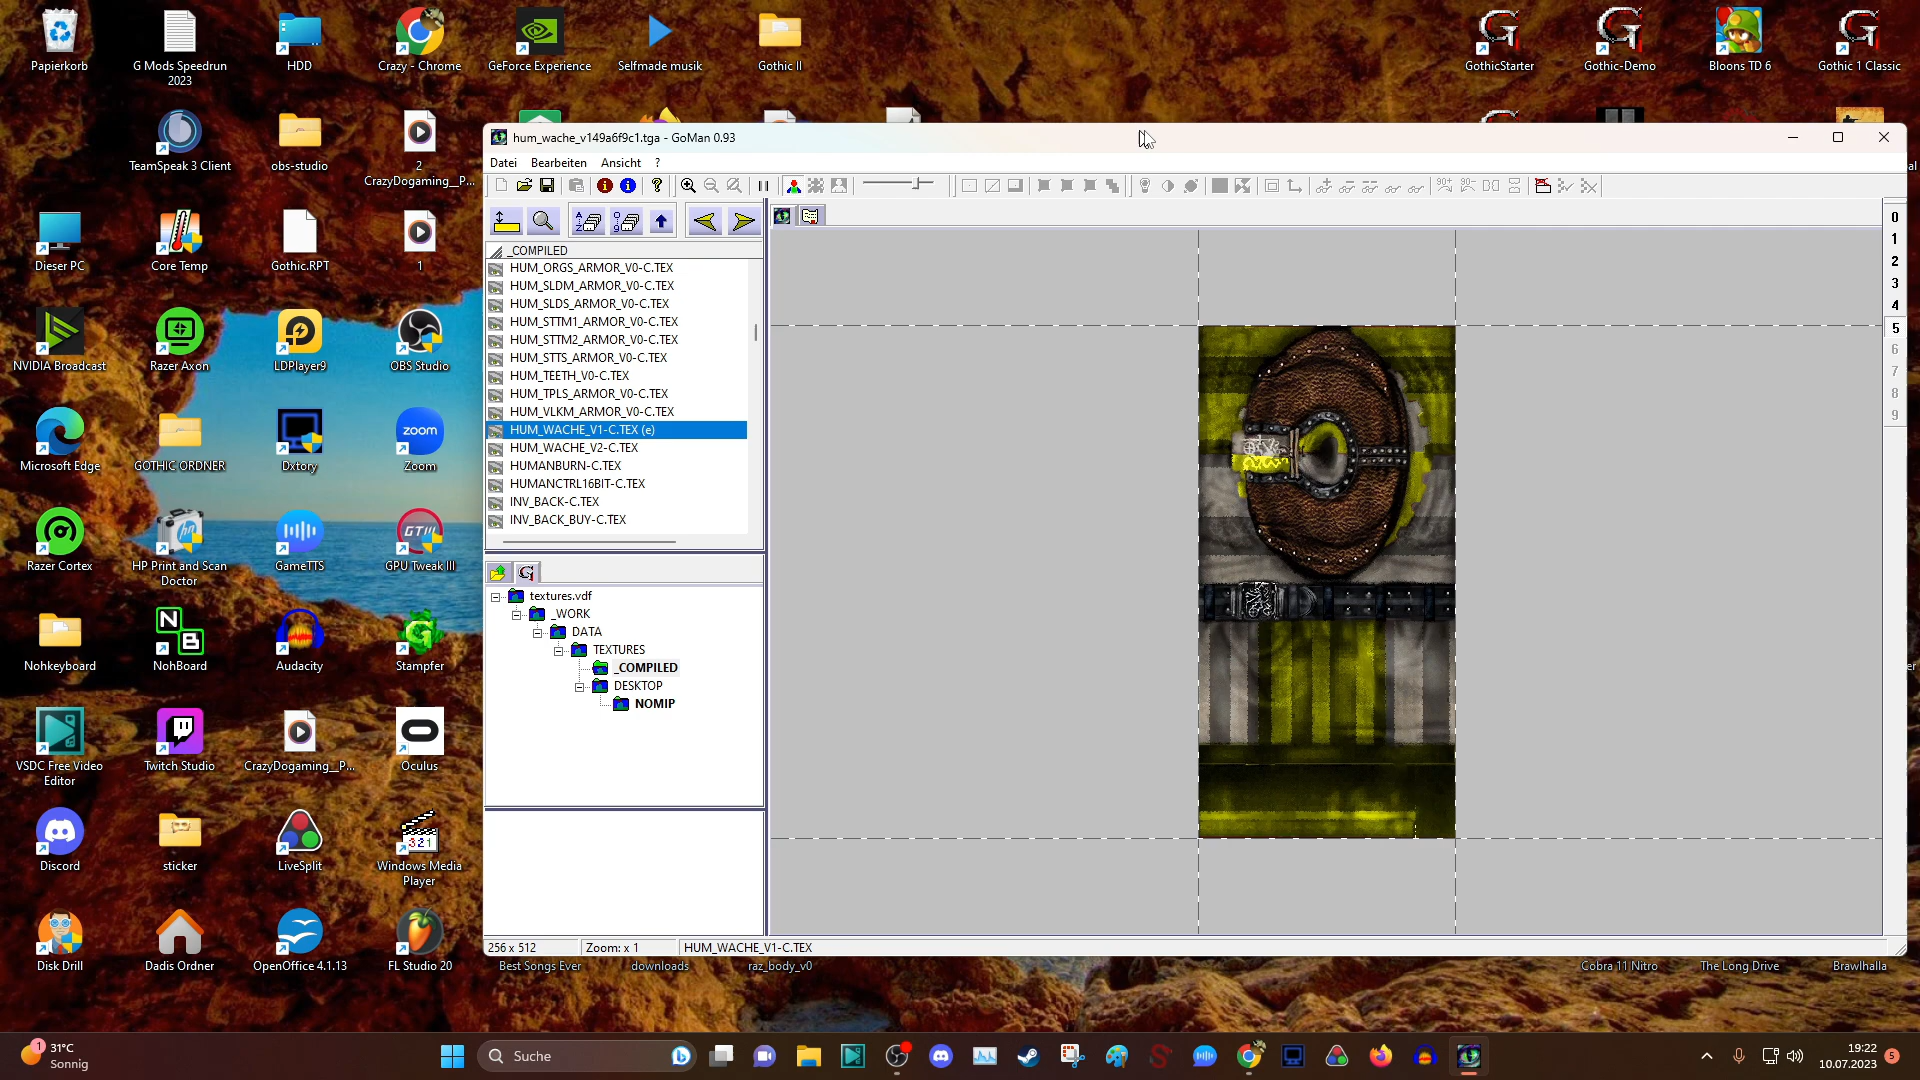 Papierkorb
G Mods Speedrun
2023
HDD
Crazy - Chrome
GeForce Experience
Selfmade musik
Gothic II
GothicStarter
Gothic-Demo
Bloons TD 6
Gothic 1 Classic
TeamSpeak 3 Client
obs-studio
2
CrazyDogaming__P...
hum_wache_v149a6f9c1.tga - GoMan 0.93
Datei Bearbeiten Ansicht ?
_COMPILED
HUM_ORGS_ARMOR_V0-C.TEX
HUM_SLDM_ARMOR_V0-C.TEX
HUM_SLDS_ARMOR_V0-C.TEX
HUM_STTM1_ARMOR_V0-C.TEX
HUM_STTM2_ARMOR_V0-C.TEX
HUM_STTS_ARMOR_V0-C.TEX
HUM_TEETH_V0-C.TEX
HUM_TPLS_ARMOR_V0-C.TEX
HUM_VLKM_ARMOR_V0-C.TEX
HUM_WACHE_V1-C.TEX (e)
HUM_WACHE_V2-C.TEX
HUMANBURN-C.TEX
HUMANCTRL16BIT-C.TEX
INV_BACK-C.TEX
INV_BACK_BUY-C.TEX
textures.vdf
_WORK
DATA
TEXTURES
_COMPILED
DESKTOP
NOMIP
0
1
2
3
4
5
6
7
8
9
256 x 512
Zoom: x 1
HUM_WACHE_V1-C.TEX
Dieser PC
Core Temp
Gothic.RPT
1
NVIDIA Broadcast
Razer Axon
LDPlayer9
OBS Studio
Microsoft Edge
GOTHIC ORDNER
Dxtory
zoom
Zoom
Razer Cortex
HP Print and Scan
Doctor
GameTTS
GPU Tweak III
Nohkeyboard
NohBoard
Audacity
Stampfer
VSDC Free Video
Editor
Twitch Studio
CrazyDogaming__P...
Oculus
Discord
sticker
LiveSplit
Windows Media
Player
Disk Drill
Dadis Ordner
OpenOffice 4.1.13
FL Studio 20
Best Songs Ever
downloads
raz_body_v0
Cobra 11 Nitro
The Long Drive
Brawlhalla
1
31°C
Sonnig
Suche
19:22
10.07.2023
5